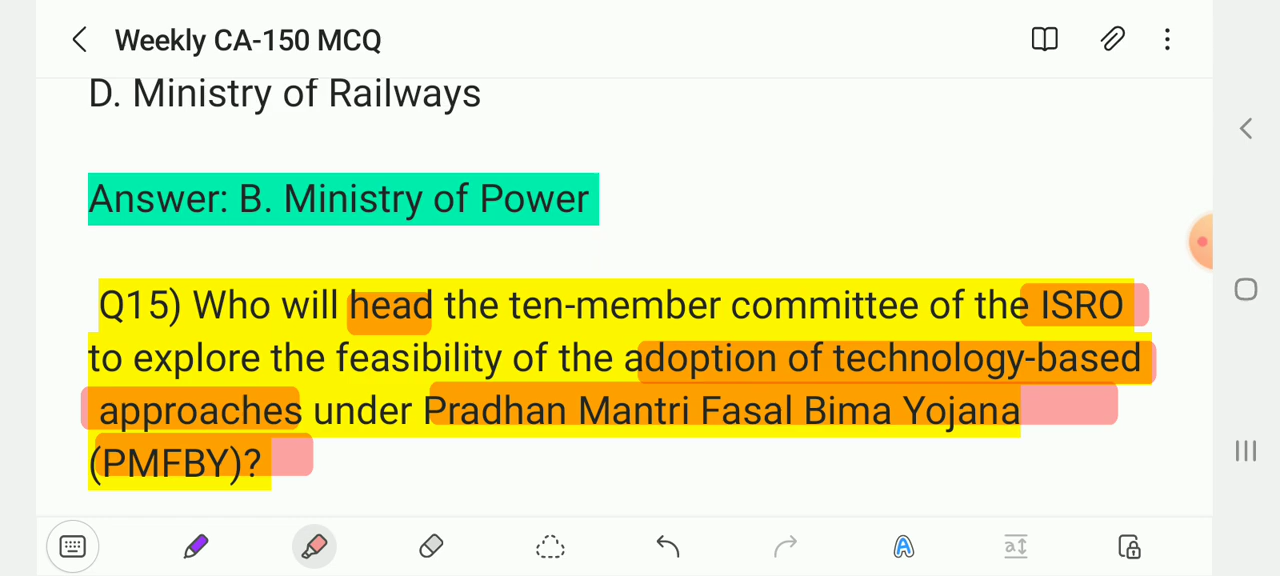 Weekly CA-150 MCQ
D. Ministry of Railways
Answer: B. Ministry of Power
Q15) Who will head the ten-member committee of the ISRO
to explore the feasibility of the adoption of technology-based
approaches under Pradhan Mantri Fasal Bima Yojana
(PMFBY)?